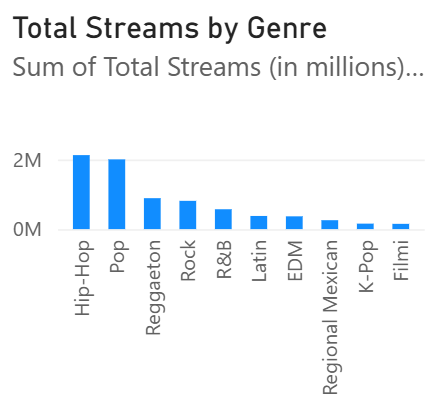 Total Streams by Genre
Sum of Total Streams (in millions)...
2M
0M
Hip-Hop
Pop
Reggaeton
Rock
R&B
Latin
EDM
Regional Mexican
K-Pop
Filmi